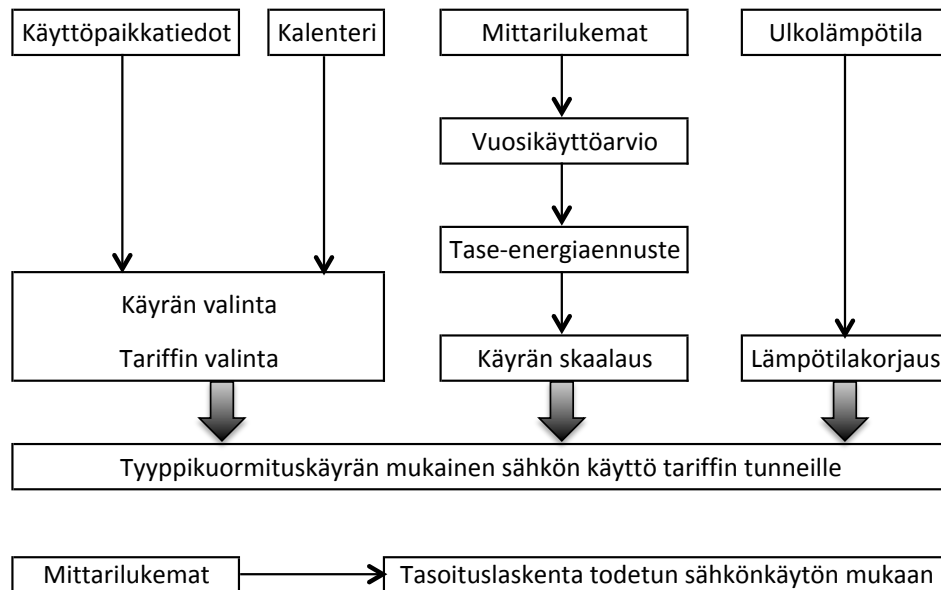 Käyttöpaikkatiedot
Kalenteri
Mittarilukemat
Ulkolämpötila
Vuosikäyttöarvio
Tase-energiaennuste
Käyrän valinta
Tariffin valinta
Käyrän skaalaus
Lämpötilakorjaus
Tyyppikuormituskäyrän mukainen sähkön käyttö tariffin tunneille
Mittarilukemat
Tasoituslaskenta todetun sähkönkäytön mukaan